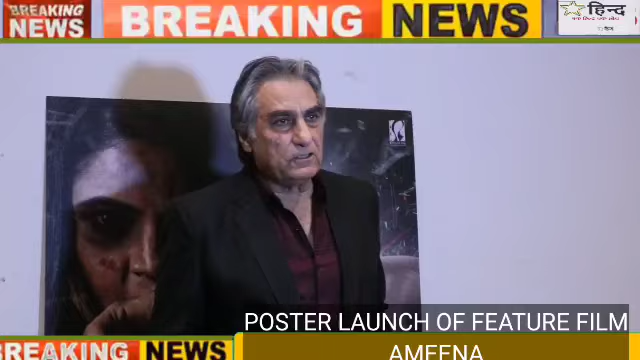 BREAKING
NEWS
BREAKING NEWS
हिन्द
POSTER LAUNCH OF FEATURE FILM
AMEENA
BREAKING NEWS